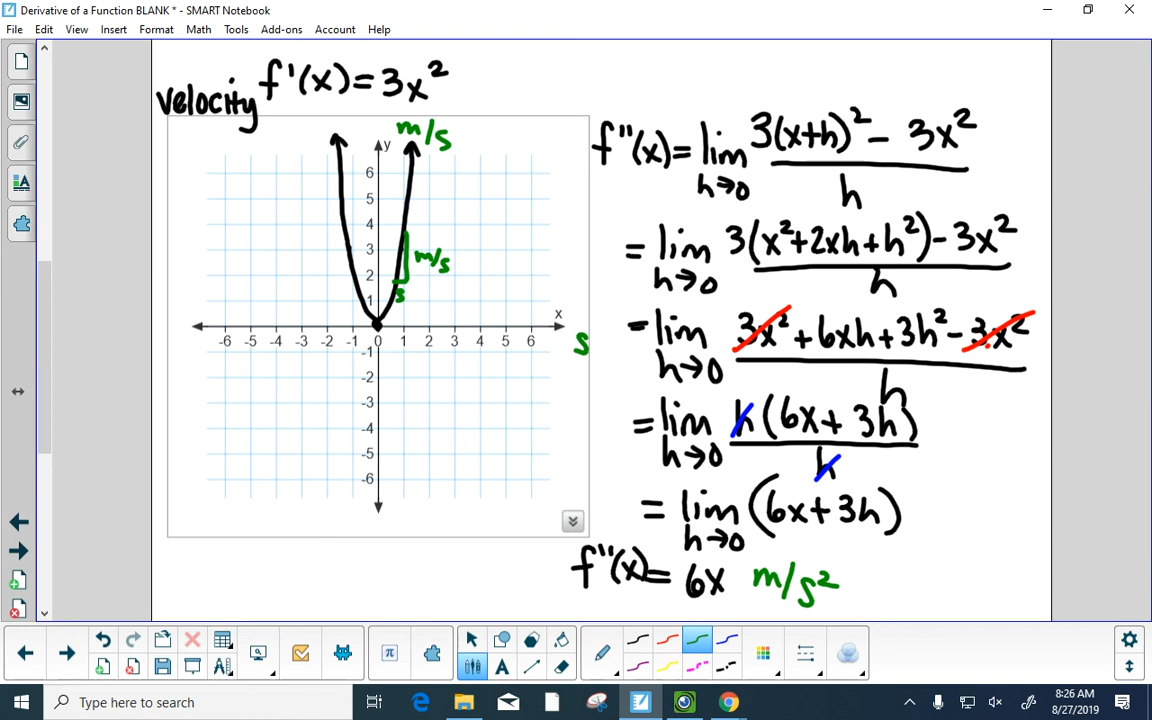 Derivative of a Function BLANK * - SMART Notebook
File Edit View Insert Format Math Tools Add-ons Account Help
velocity f'(x) = 3x²
m/s
y
6
5
4
3
2
1
m/s
s
x
-6 -5 -4 -3 -2 -1 1 2 3 4 5 6
s
-1
-2
-3
-4
-5
-6
f''(x) = lim h→0 3(x+h)² - 3x² / h
= lim h→0 3(x²+2xh+h²) - 3x² / h
= lim h→0 3x² + 6xh + 3h² - 3x² / h
= lim h→0 h(6x + 3h) / h
= lim h→0 (6x + 3h)
f''(x) = 6x m/s²
π
A
Type here to search
8:26 AM
8/27/2019